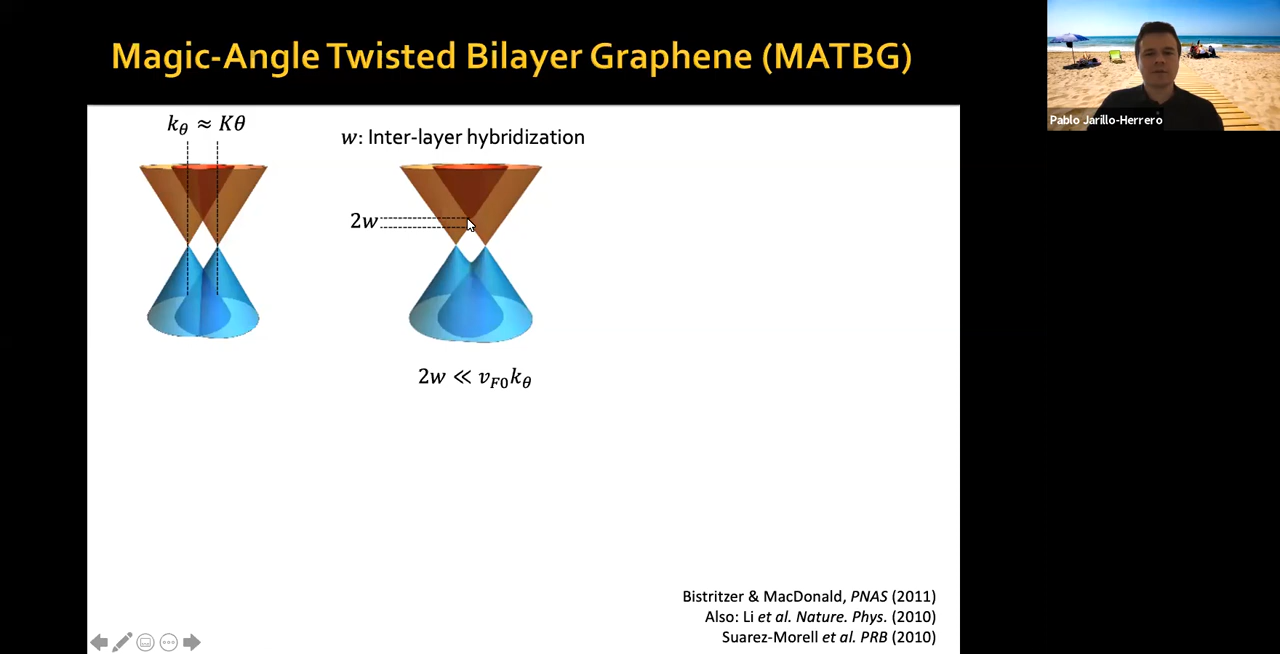 Magic-Angle Twisted Bilayer Graphene (MATBG)
Pablo Jarillo-Herrero
kθ ≈ Kθ
w: Inter-layer hybridization
2w
2w ≪ vF0kθ
Bistritzer & MacDonald, PNAS (2011)
Also: Li et al. Nature. Phys. (2010)
Suarez-Morell et al. PRB (2010)